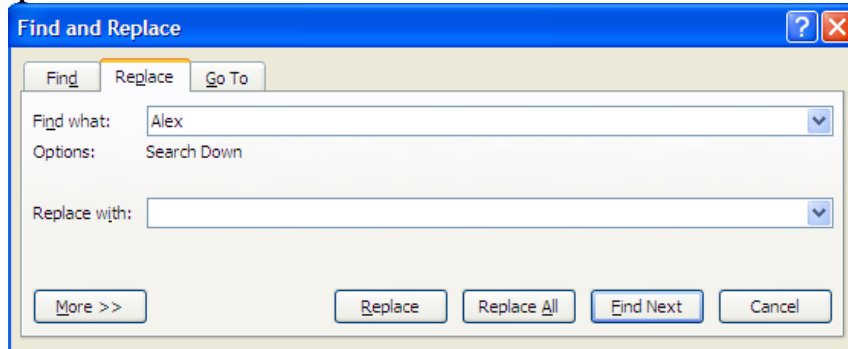 Find and Replace
Find Replace Go To
Find what: Alex
Options: Search Down
Replace with:
More >> Replace Replace All Find Next Cancel